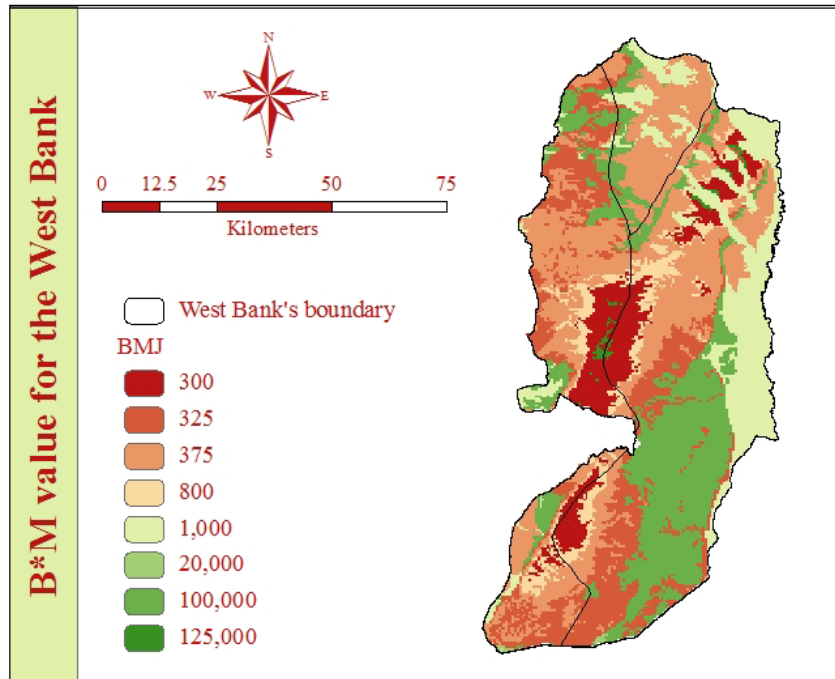 B*M value for the West Bank
N
W
E
S
0 12.5 25 50 75
Kilometers
West Bank's boundary
BMJ
300
325
375
800
1,000
20,000
100,000
125,000